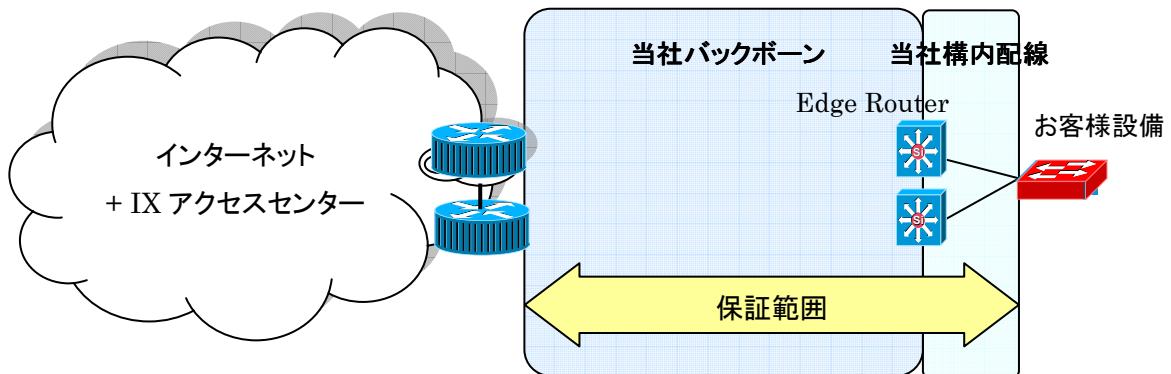 インターネット
+ IX アクセスセンター
当社バックボーン
当社構内配線
Edge Router
お客様設備
Si
Si
保証範囲